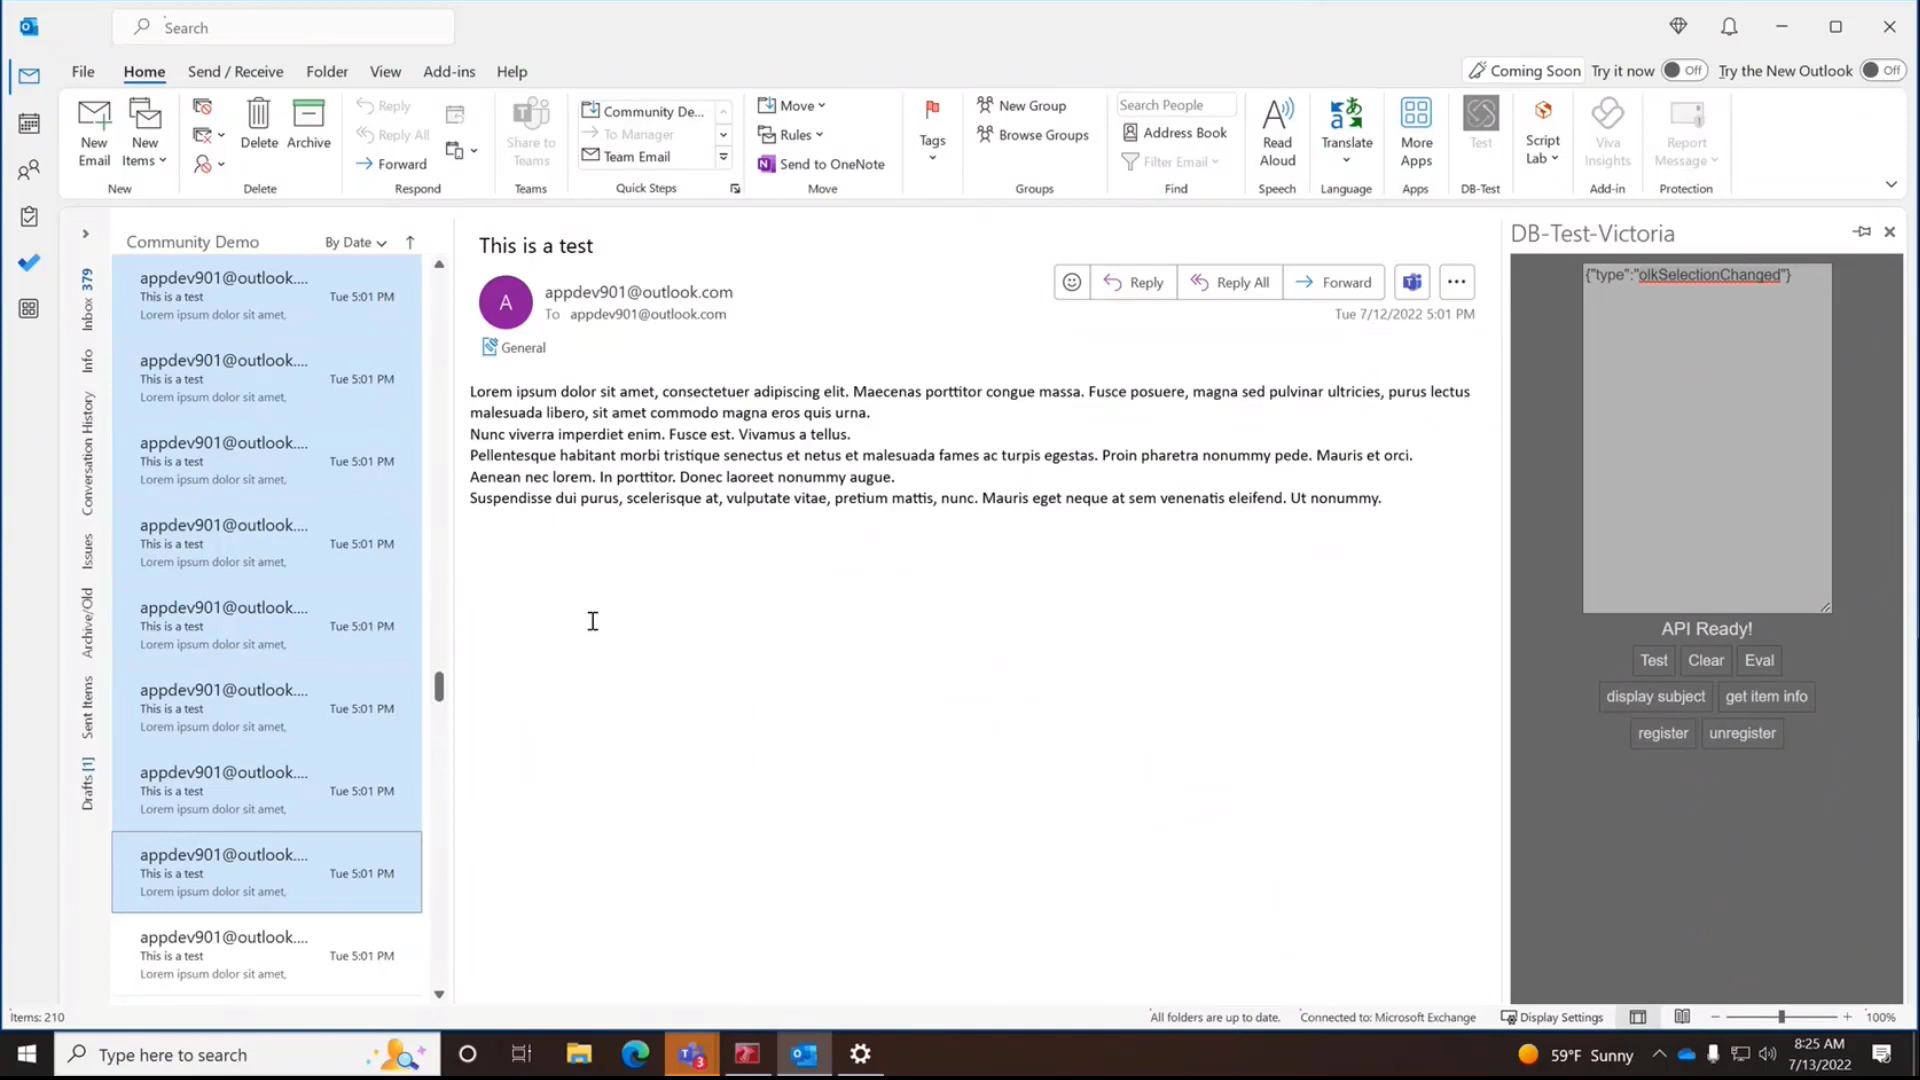 Search
File Home Send / Receive Folder View Add-ins Help
Coming Soon Try it now Off Try the New Outlook Off
New Email
New Items
New
Delete
Archive
Delete
Reply
Reply All
Forward
Respond
Share to Teams
Teams
Community De...
To Manager
Team Email
Quick Steps
Move
Rules
Send to OneNote
Move
Tags
New Group
Browse Groups
Groups
Search People
Address Book
Filter Email
Find
Read Aloud
Speech
Translate
Language
More Apps
Apps
Test
DB-Test
Script Lab
Viva Insights
Add-in
Report Message
Protection
Inbox 379
Info
Conversation History
Issues
Archive/Old
Sent Items
Drafts [1]
Community Demo By Date
appdev901@outlook....
This is a test Tue 5:01 PM
Lorem ipsum dolor sit amet,
appdev901@outlook....
This is a test Tue 5:01 PM
Lorem ipsum dolor sit amet,
appdev901@outlook....
This is a test Tue 5:01 PM
Lorem ipsum dolor sit amet,
appdev901@outlook....
This is a test Tue 5:01 PM
Lorem ipsum dolor sit amet,
appdev901@outlook....
This is a test Tue 5:01 PM
Lorem ipsum dolor sit amet,
appdev901@outlook....
This is a test Tue 5:01 PM
Lorem ipsum dolor sit amet,
appdev901@outlook....
This is a test Tue 5:01 PM
Lorem ipsum dolor sit amet,
appdev901@outlook....
This is a test Tue 5:01 PM
Lorem ipsum dolor sit amet,
appdev901@outlook....
This is a test Tue 5:01 PM
Lorem ipsum dolor sit amet,
This is a test
A
appdev901@outlook.com
To appdev901@outlook.com
General
Reply Reply All Forward
Tue 7/12/2022 5:01 PM
Lorem ipsum dolor sit amet, consectetuer adipiscing elit. Maecenas porttitor congue massa. Fusce posuere, magna sed pulvinar ultricies, purus lectus
malesuada libero, sit amet commodo magna eros quis urna.
Nunc viverra imperdiet enim. Fusce est. Vivamus a tellus.
Pellentesque habitant morbi tristique senectus et netus et malesuada fames ac turpis egestas. Proin pharetra nonummy pede. Mauris et orci.
Aenean nec lorem. In porttitor. Donec laoreet nonummy augue.
Suspendisse dui purus, scelerisque at, vulputate vitae, pretium mattis, nunc. Mauris eget neque at sem venenatis eleifend. Ut nonummy.
DB-Test-Victoria
{"type":"olkSelectionChanged"}
API Ready!
Test Clear Eval
display subject get item info
register unregister
Items: 210
All folders are up to date. Connected to: Microsoft Exchange Display Settings 100%
Type here to search
3
59°F Sunny
8:25 AM
7/13/2022